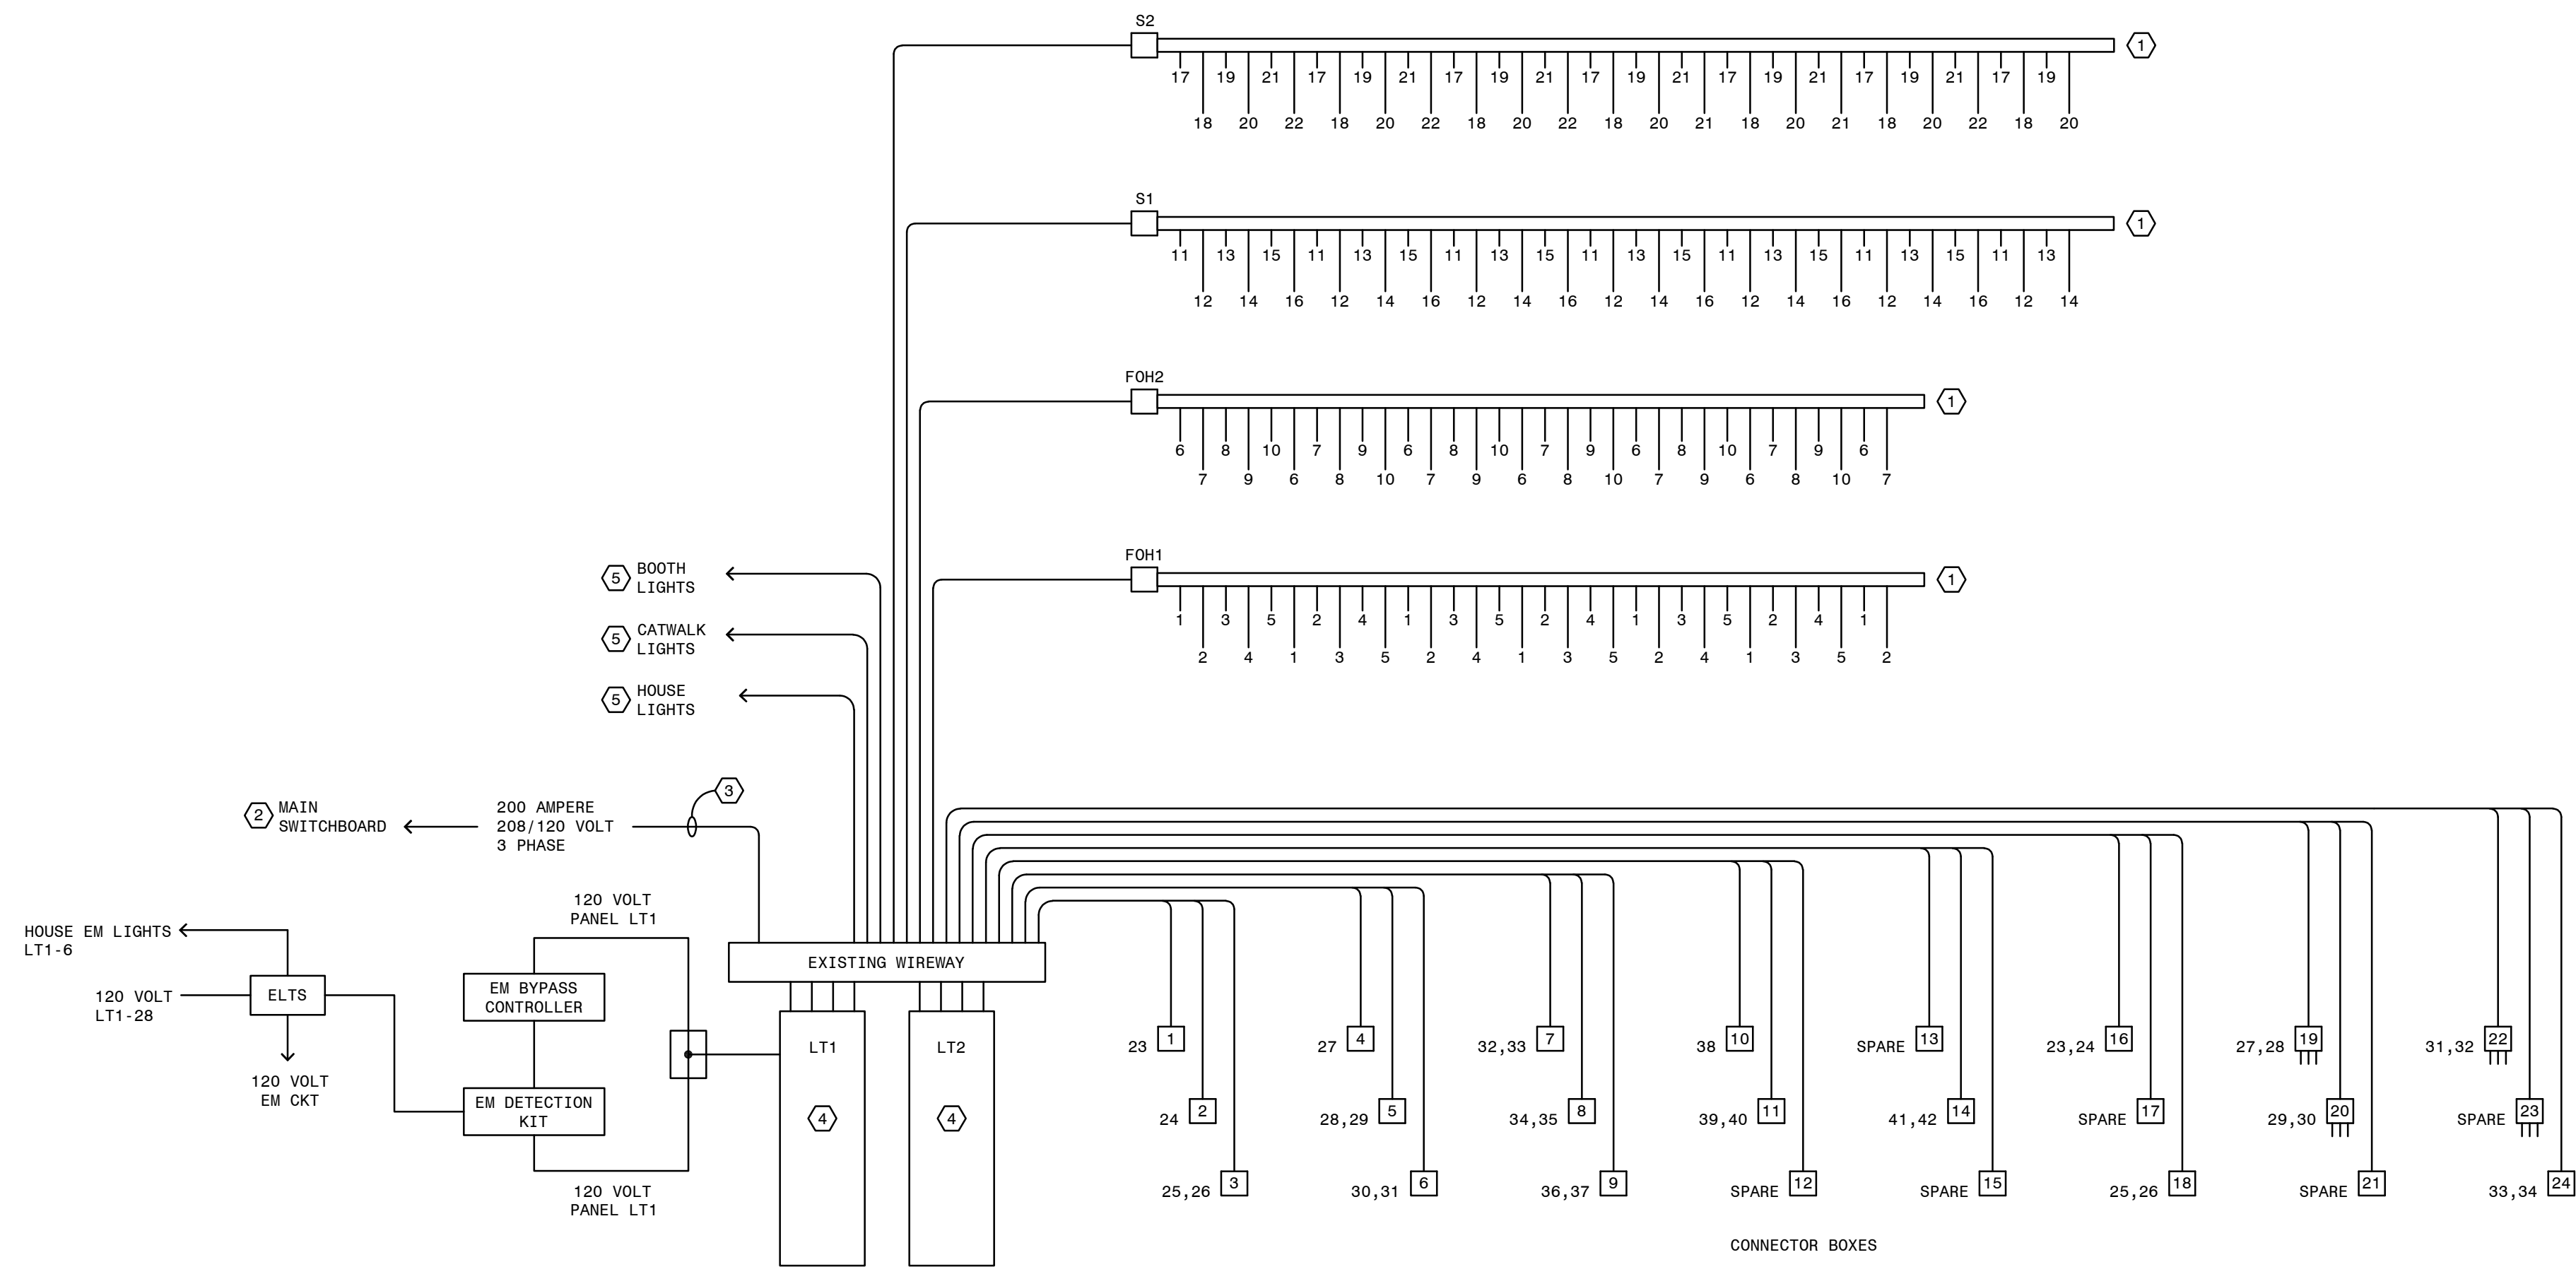 S2
1
17 19 21 17 19 21 17 19 21 17 19 21 17 19 21 17 19 21 17 19
18 20 22 18 20 22 18 20 22 18 20 21 18 20 21 18 20 22 18 20
S1
1
11 13 15 11 13 15 11 13 15 11 13 15 11 13 15 11 13 15 11 13
12 14 16 12 14 16 12 14 16 12 14 16 12 14 16 12 14 16 12 14
FOH2
1
6 8 10 7 9 6 8 10 7 9 6 8 10 7 9 6
7 9 6 8 10 7 9 6 8 10 7 9 6 8 10 7
FOH1
1
1 3 5 2 4 1 3 5 2 4 1 3 5 2 4 1
2 4 1 3 5 2 4 1 3 5 2 4 1 3 5 2
5 BOOTH
LIGHTS
5 CATWALK
LIGHTS
5 HOUSE
LIGHTS
3
2 MAIN
SWITCHBOARD
200 AMPERE
208/120 VOLT
3 PHASE
120 VOLT
PANEL LT1
HOUSE EM LIGHTS
LT1-6
120 VOLT
LT1-28
ELTS
120 VOLT
EM CKT
EM BYPASS
CONTROLLER
EM DETECTION
KIT
120 VOLT
PANEL LT1
EXISTING WIREWAY
LT1
4
LT2
4
23 1
24 2
25,26 3
27 4
28,29 5
30,31 6
32,33 7
34,35 8
36,37 9
38 10
39,40 11
SPARE 12
SPARE 13
41,42 14
SPARE 15
23,24 16
SPARE 17
25,26 18
27,28 19
29,30 20
SPARE 21
31,32 22
SPARE 23
33,34 24
CONNECTOR BOXES